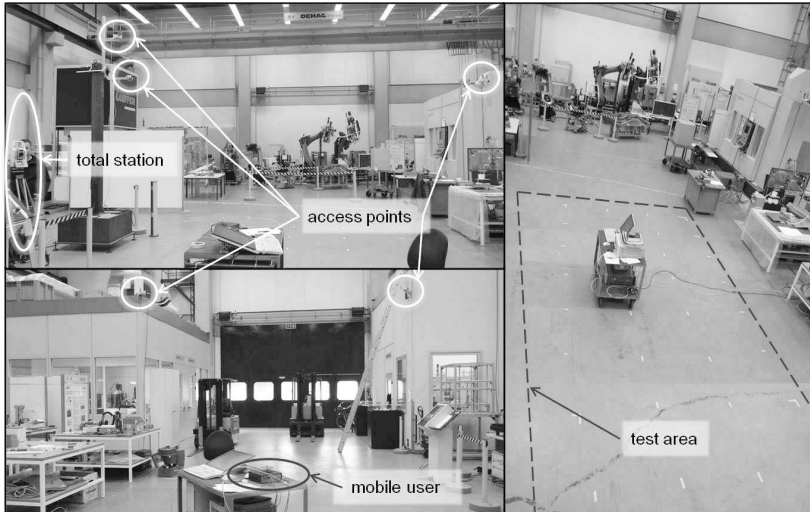 DEMAG
total station
access points
mobile user
test area